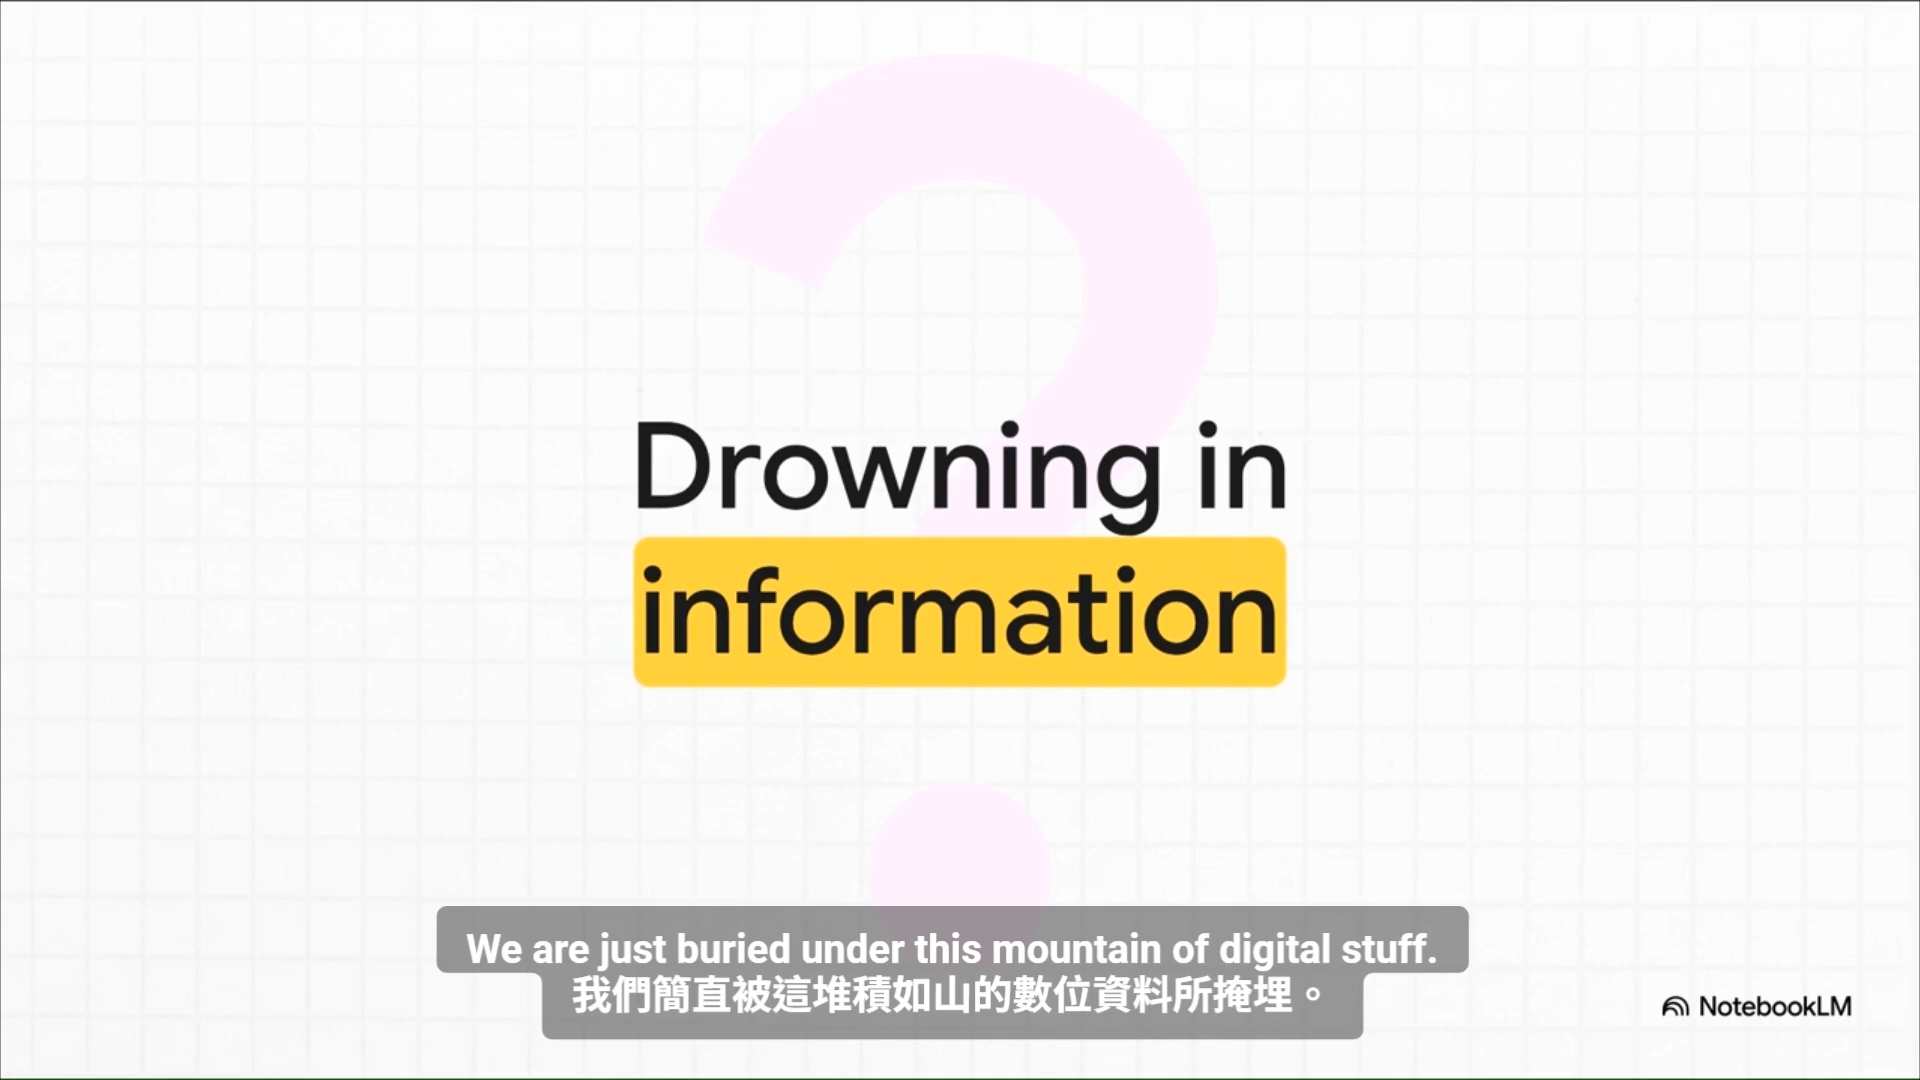 Drowning in
information
We are just buried under this mountain of digital stuff.
我們簡直被這堆積如山的數位資料所掩埋。
NotebookLM